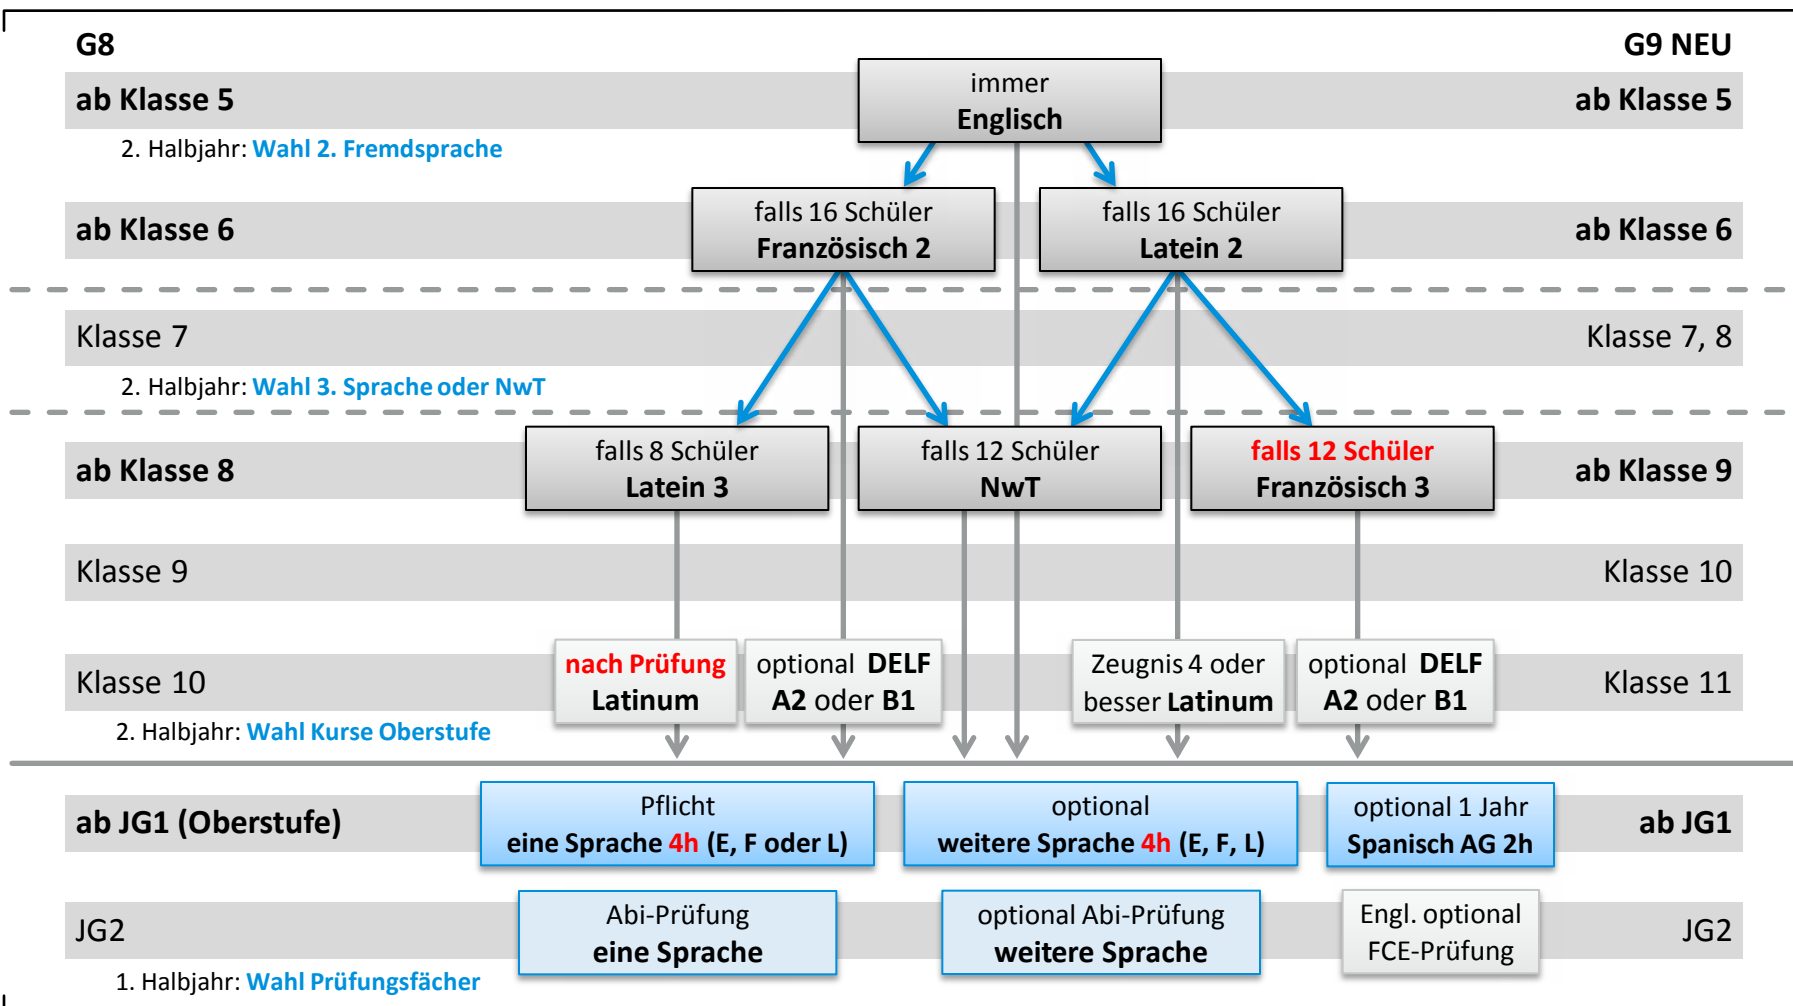 G8
G9 NEU
ab Klasse 5
immer
Englisch
ab Klasse 5
2. Halbjahr: Wahl 2. Fremdsprache
ab Klasse 6
falls 16 Schüler
Französisch 2
falls 16 Schüler
Latein 2
ab Klasse 6
Klasse 7
Klasse 7, 8
2. Halbjahr: Wahl 3. Sprache oder NwT
ab Klasse 8
falls 8 Schüler
Latein 3
falls 12 Schüler
NwT
falls 12 Schüler
Französisch 3
ab Klasse 9
Klasse 9
Klasse 10
Klasse 10
nach Prüfung
Latinum
optional DELF
A2 oder B1
Zeugnis 4 oder
besser Latinum
optional DELF
A2 oder B1
Klasse 11
2. Halbjahr: Wahl Kurse Oberstufe
ab JG1 (Oberstufe)
Pflicht
eine Sprache 4h (E, F oder L)
optional
weitere Sprache 4h (E, F, L)
optional 1 Jahr
Spanisch AG 2h
ab JG1
JG2
Abi-Prüfung
eine Sprache
optional Abi-Prüfung
weitere Sprache
Engl. optional
FCE-Prüfung
JG2
1. Halbjahr: Wahl Prüfungsfächer